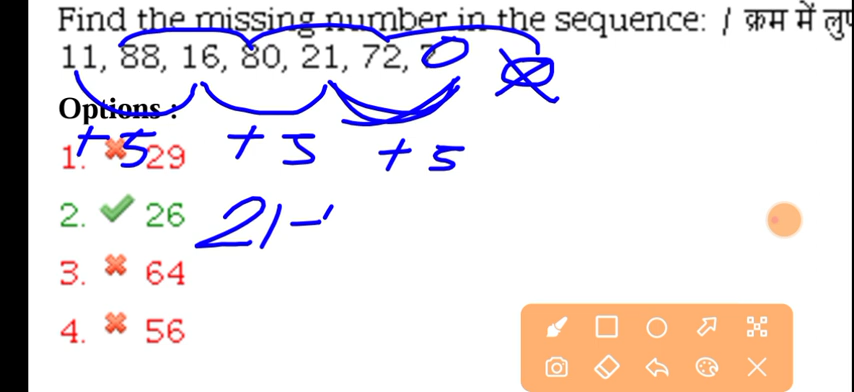 Find the missing number in the sequence: / क्रम में लुप
11, 88, 16, 80, 21, 72, ?
Options :
+5 +5 +5
1. 29
2. 26
21-
3. 64
4. 56